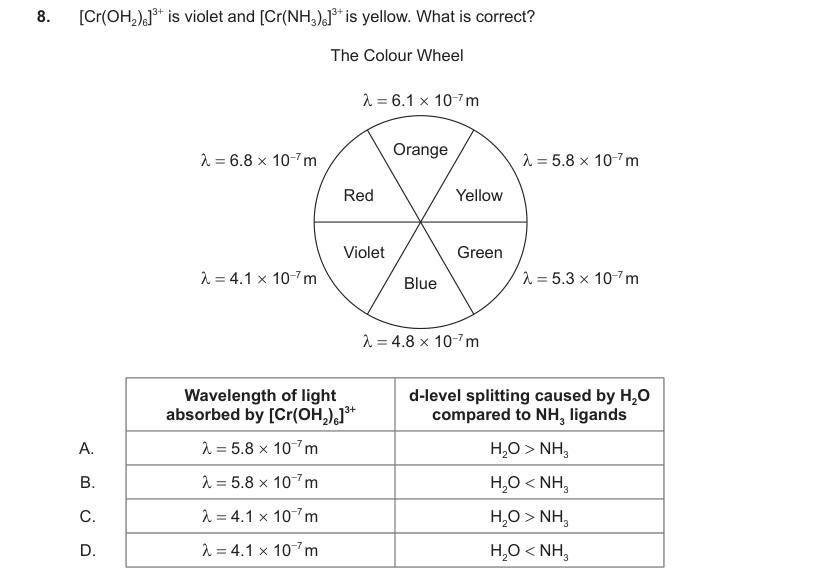 8. [Cr(OH₂)₆]³⁺ is violet and [Cr(NH₃)₆]³⁺ is yellow. What is correct?
The Colour Wheel
λ = 6.1 × 10⁻⁷ m
λ = 6.8 × 10⁻⁷ m
Orange
λ = 5.8 × 10⁻⁷ m
Red
Yellow
Violet
Green
λ = 4.1 × 10⁻⁷ m
Blue
λ = 5.3 × 10⁻⁷ m
λ = 4.8 × 10⁻⁷ m
Wavelength of light absorbed by [Cr(OH₂)₆]³⁺ | d-level splitting caused by H₂O compared to NH₃ ligands
A. λ = 5.8 × 10⁻⁷ m H₂O > NH₃
B. λ = 5.8 × 10⁻⁷ m H₂O < NH₃
C. λ = 4.1 × 10⁻⁷ m H₂O > NH₃
D. λ = 4.1 × 10⁻⁷ m H₂O < NH₃